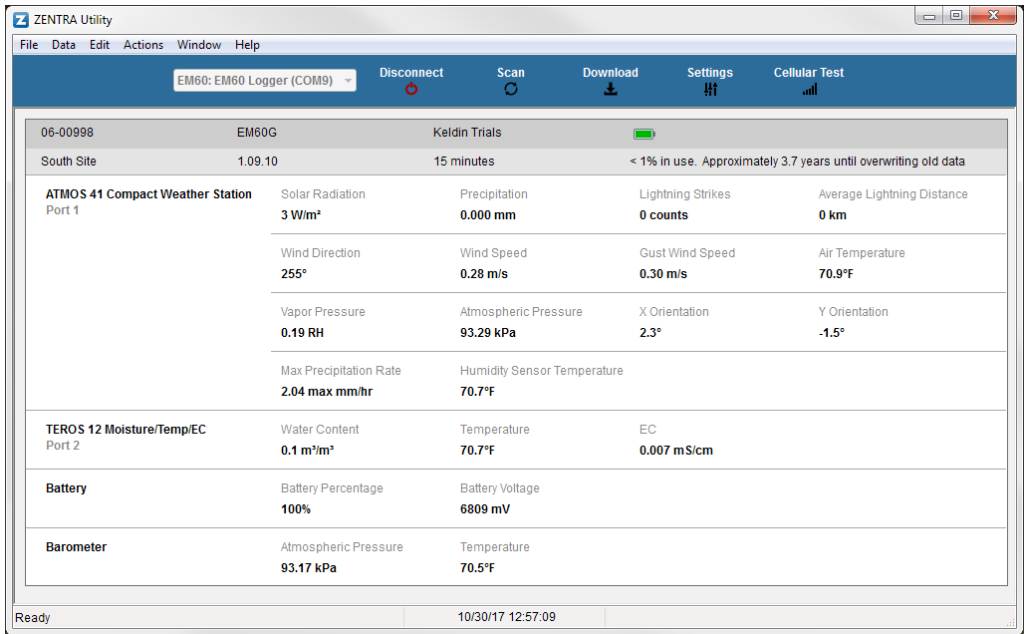 ZENTRA Utility
File Data Edit Actions Window Help
EM60: EM60 Logger (COM9) Disconnect Scan Download Settings Cellular Test
06-00998 EM60G Keldin Trials
South Site 1.09.10 15 minutes < 1% in use. Approximately 3.7 years until overwriting old data
ATMOS 41 Compact Weather Station Solar Radiation Precipitation Lightning Strikes Average Lightning Distance
Port 1 3 W/m² 0.000 mm 0 counts 0 km
Wind Direction Wind Speed Gust Wind Speed Air Temperature
255° 0.28 m/s 0.30 m/s 70.9°F
Vapor Pressure Atmospheric Pressure X Orientation Y Orientation
0.19 RH 93.29 kPa 2.3° -1.5°
Max Precipitation Rate Humidity Sensor Temperature
2.04 max mm/hr 70.7°F
TEROS 12 Moisture/Temp/EC Water Content Temperature EC
Port 2 0.1 m³/m³ 70.7°F 0.007 mS/cm
Battery Battery Percentage Battery Voltage
100% 6809 mV
Barometer Atmospheric Pressure Temperature
93.17 kPa 70.5°F
Ready 10/30/17 12:57:09